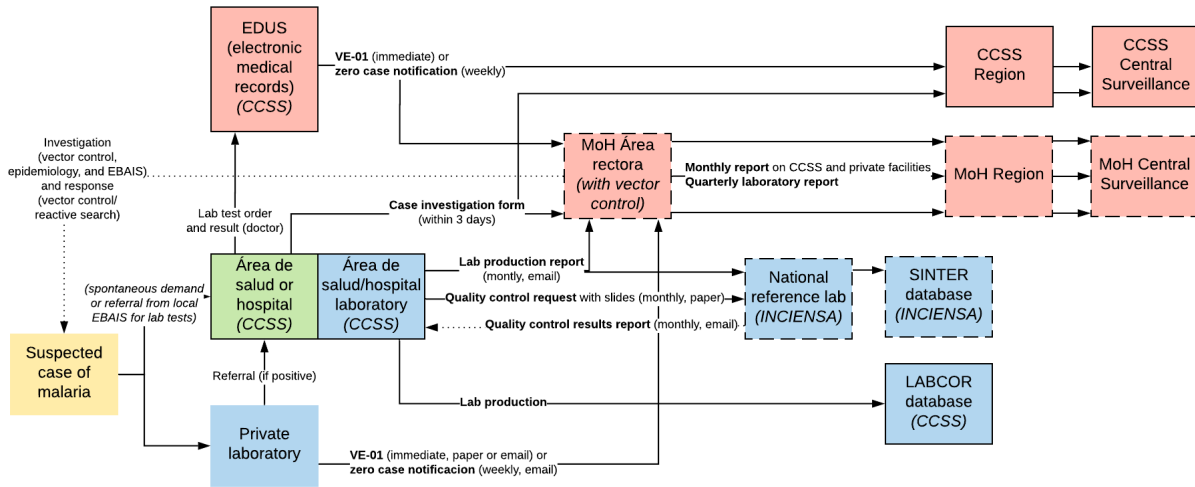 EDUS
(electronic
medical
records)
(CCSS)
VE-01 (immediate) or
zero case notification (weekly)
CCSS
Region
CCSS
Central
Surveillance
Investigation
(vector control,
epidemiology, and EBAIS)
and response
(vector control/
reactive search)
MoH Área
rectora
(with vector
control)
Monthly report on CCSS and private facilities
Quarterly laboratory report
MoH Region
MoH Central
Surveillance
Lab test order
and result (doctor)
Case investigation form
(within 3 days)
(spontaneous demand
or referral from local
EBAIS for lab tests)
Área de
salud or
hospital
(CCSS)
Área de
salud/hospital
laboratory
(CCSS)
Lab production report
(montly, email)
Quality control request with slides (monthly, paper)
Quality control results report (monthly, email)
National
reference lab
(INCIENSA)
SINTER
database
(INCIENSA)
Suspected
case of
malaria
Referral (if positive)
Lab production
LABCOR
database
(CCSS)
Private
laboratory
VE-01 (immediate, paper or email) or
zero case notificacion (weekly, email)